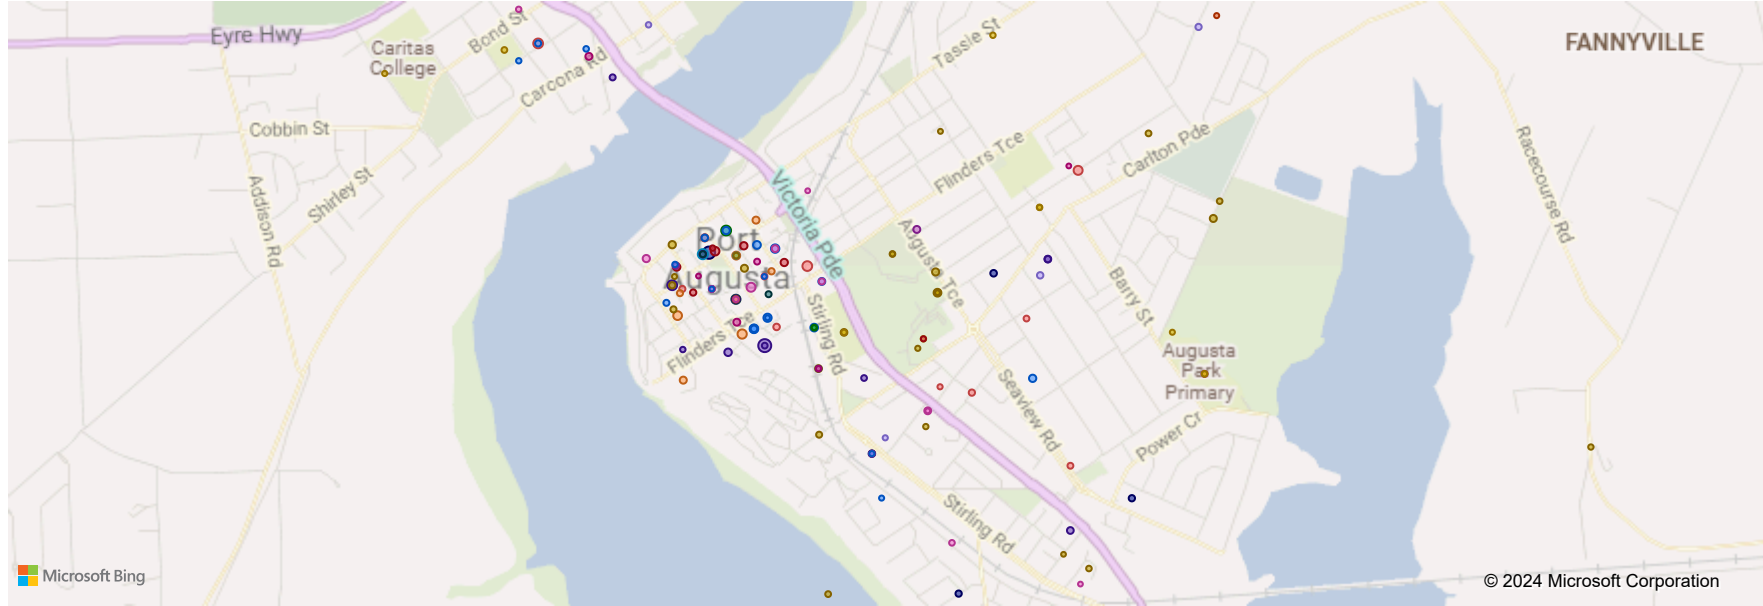 Eyre Hwy
Bond St
Caritas
College
Carcona Rd
Tassie St
FANNYVILLE
Cobbin St
Shirley St
Addison Rd
Victoria Pde
Flinders Tce
Carlton Pde
Racecourse Rd
Port
Augusta
Augusta Tce
Barry St
Stirling Rd
Flinders Tce
Augusta
Park
Primary
Seaview Rd
Power Cr
Stirling Rd
Microsoft Bing
© 2024 Microsoft Corporation